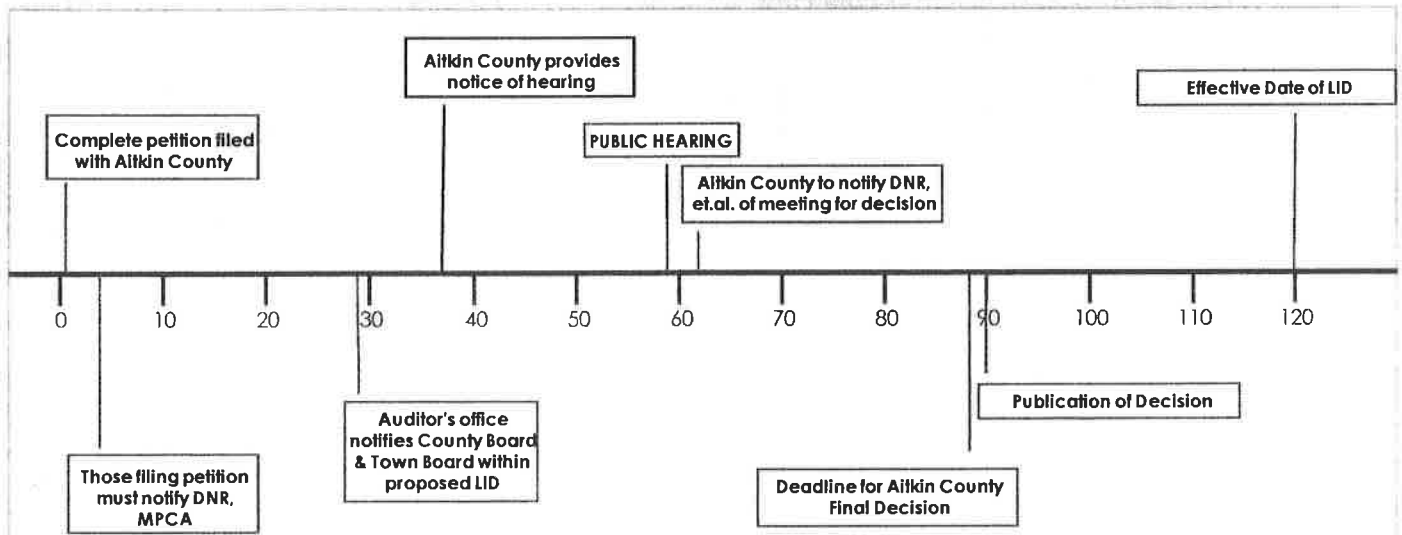 Aitkin County provides
notice of hearing
Effective Date of LID
Complete petition filed
with Aitkin County
PUBLIC HEARING
Aitkin County to notify DNR,
et.al. of meeting for decision
0 10 20 30 40 50 60 70 80 90 100 110 120
Publication of Decision
Auditor's office
notifies County Board
& Town Board within
proposed LID
Those filing petition
must notify DNR,
MPCA
Deadline for Aitkin County
Final Decision